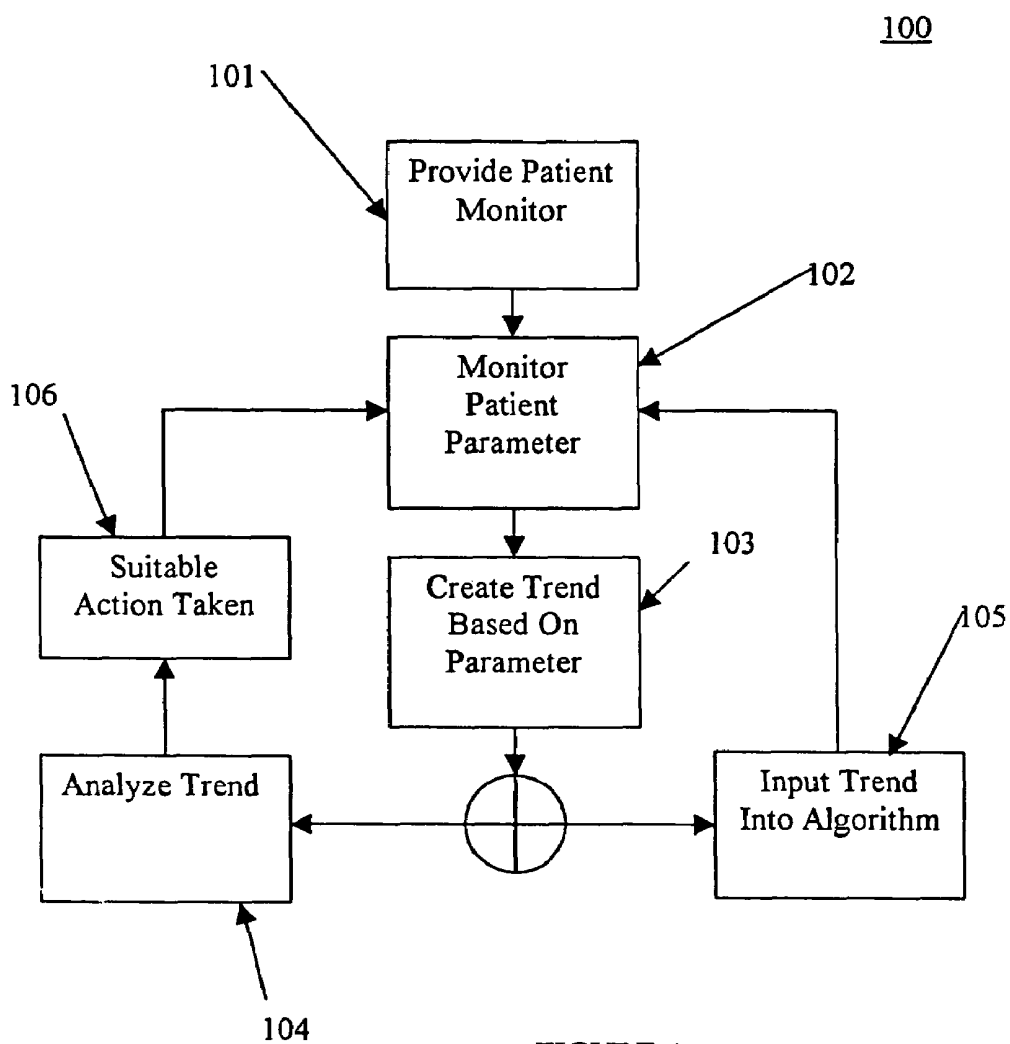 100
101
Provide Patient
Monitor
102
Monitor
Patient
Parameter
106
Suitable
Action Taken
103
Create Trend
Based On
Parameter
105
Analyze Trend
Input Trend
Into Algorithm
104